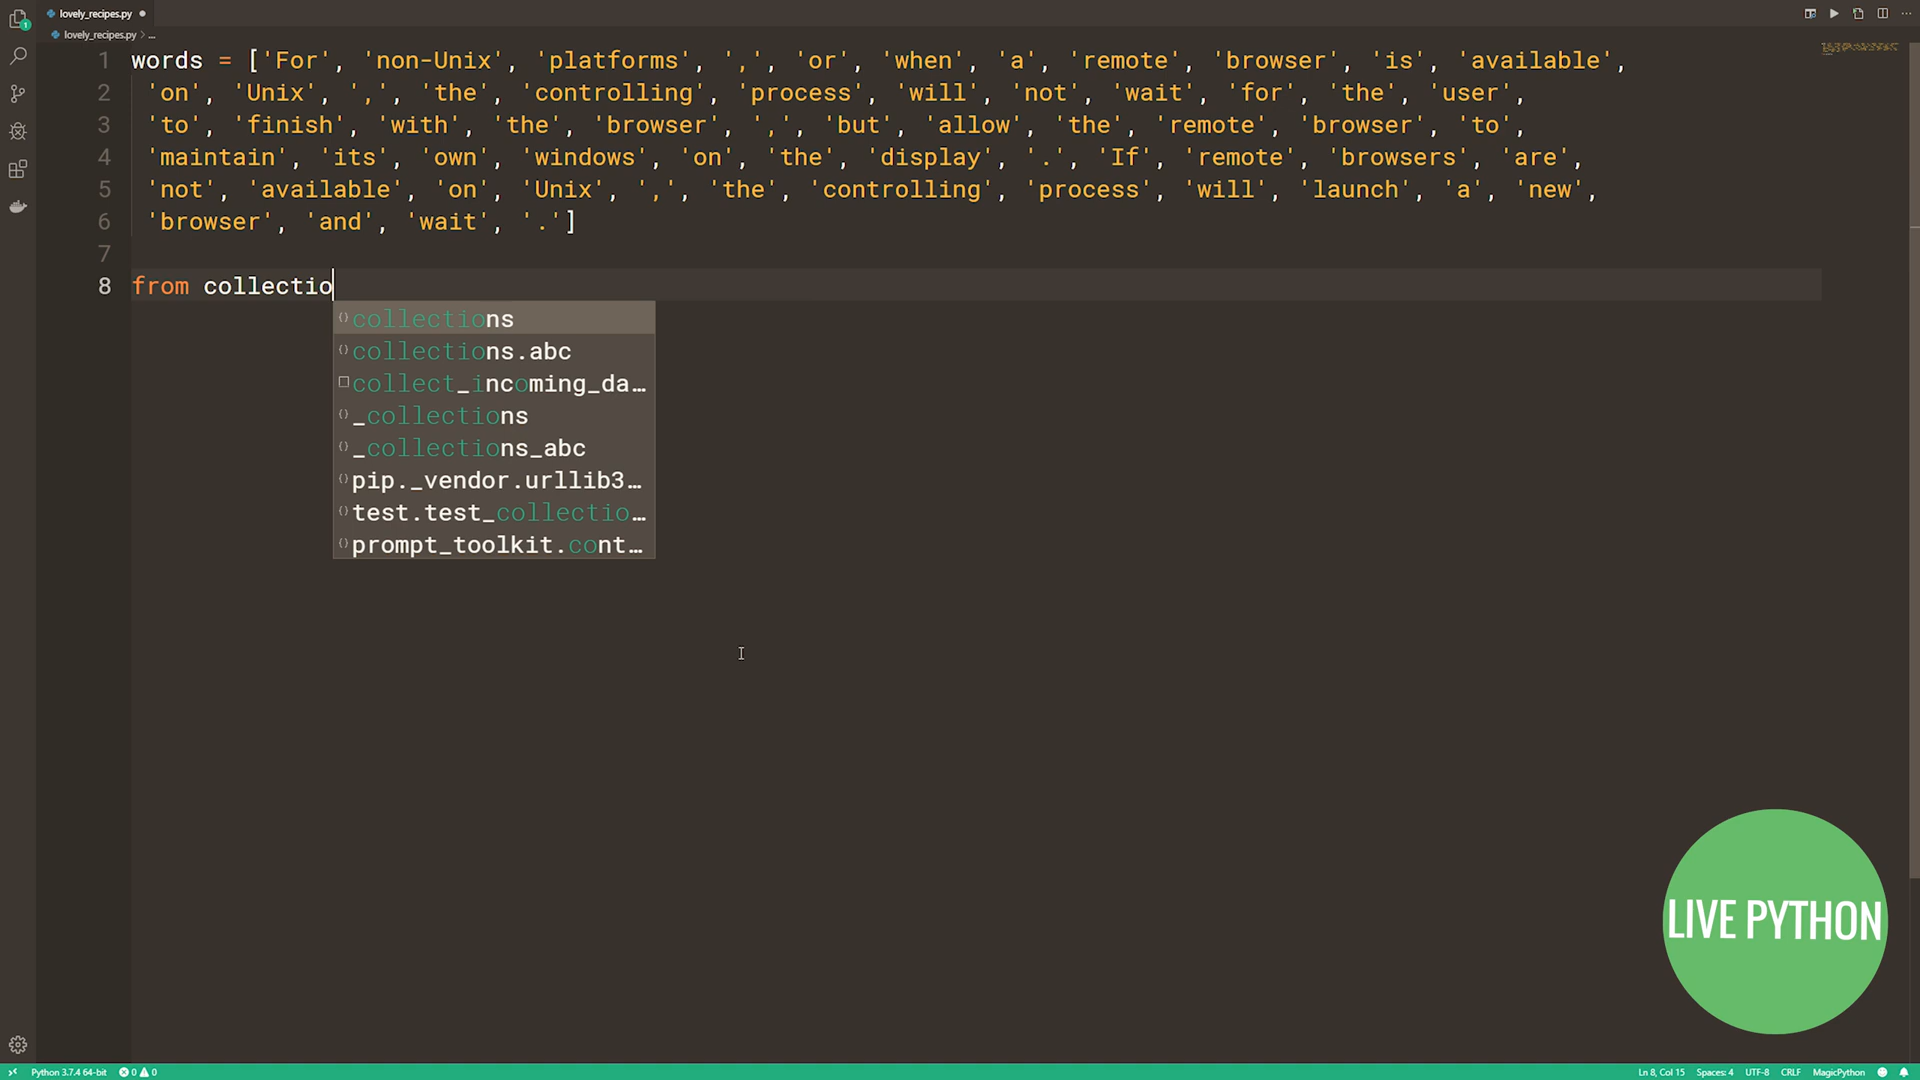 lovely_recipes.py
lovely_recipes.py > ...
1 words = ['For', 'non-Unix', 'platforms', ',', 'or', 'when', 'a', 'remote', 'browser', 'is', 'available',
2 'on', 'Unix', ',', 'the', 'controlling', 'process', 'will', 'not', 'wait', 'for', 'the', 'user',
3 'to', 'finish', 'with', 'the', 'browser', ',', 'but', 'allow', 'the', 'remote', 'browser', 'to',
4 'maintain', 'its', 'own', 'windows', 'on', 'the', 'display', '.', 'If', 'remote', 'browsers', 'are',
5 'not', 'available', 'on', 'Unix', ',', 'the', 'controlling', 'process', 'will', 'launch', 'a', 'new',
6 'browser', 'and', 'wait', '.']
7
8 from collectio
collections
collections.abc
collect_incoming_da…
_collections
_collections_abc
pip._vendor.urllib3…
test.test_collectio…
prompt_toolkit.cont…
LIVE PYTHON
1
Python 3.7.4 64-bit 0 0 Ln 8, Col 15 Spaces: 4 UTF-8 CRLF MagicPython